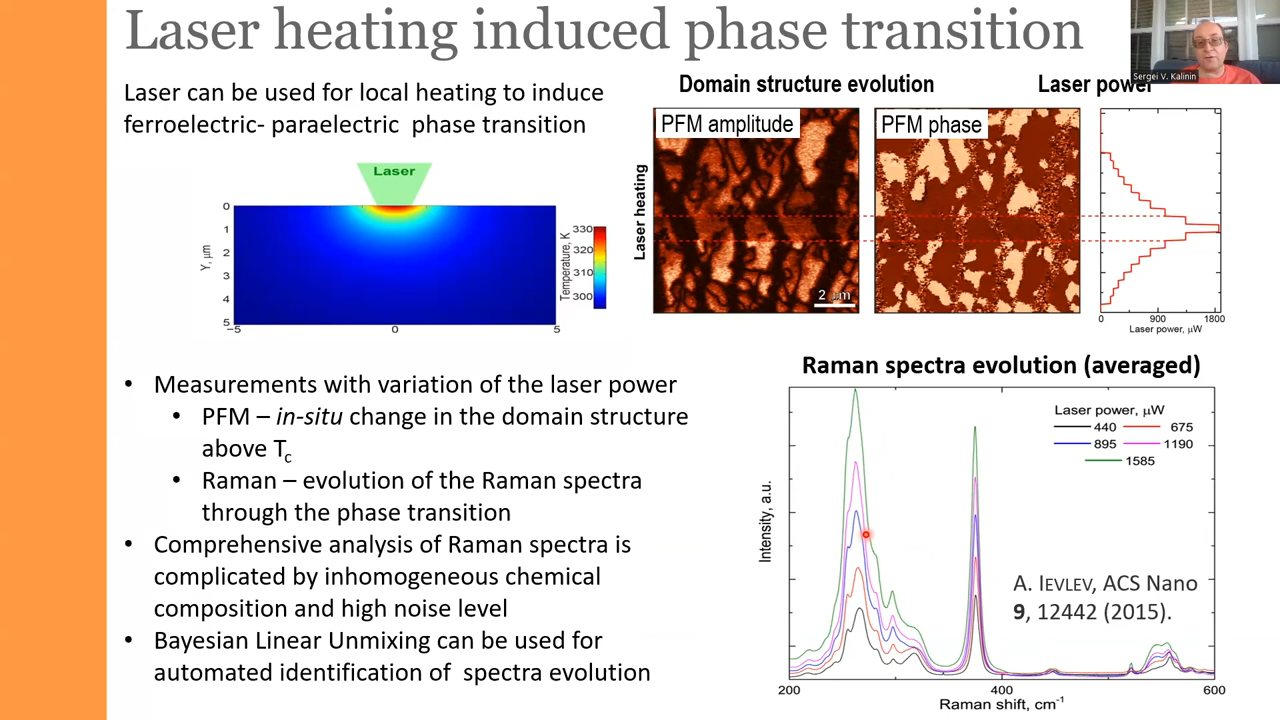 Laser heating induced phase transition
Sergei V. Kalinin
Laser can be used for local heating to induce
ferroelectric- paraelectric phase transition
Laser
0
1
2
3
4
5
Y, μm
-5
0
5
Temperature, K
330
320
310
300
Domain structure evolution
Laser power
PFM amplitude
PFM phase
Laser heating
2 μm
0
900
1800
Laser power, μW
• Measurements with variation of the laser power
• PFM – in-situ change in the domain structure
above Tc
• Raman – evolution of the Raman spectra
through the phase transition
• Comprehensive analysis of Raman spectra is
complicated by inhomogeneous chemical
composition and high noise level
• Bayesian Linear Unmixing can be used for
automated identification of spectra evolution
Raman spectra evolution (averaged)
Laser power, μW
440 675
895 1190
1585
Intensity, a.u.
A. IEVLEV, ACS Nano
9, 12442 (2015).
200
400
600
Raman shift, cm-1